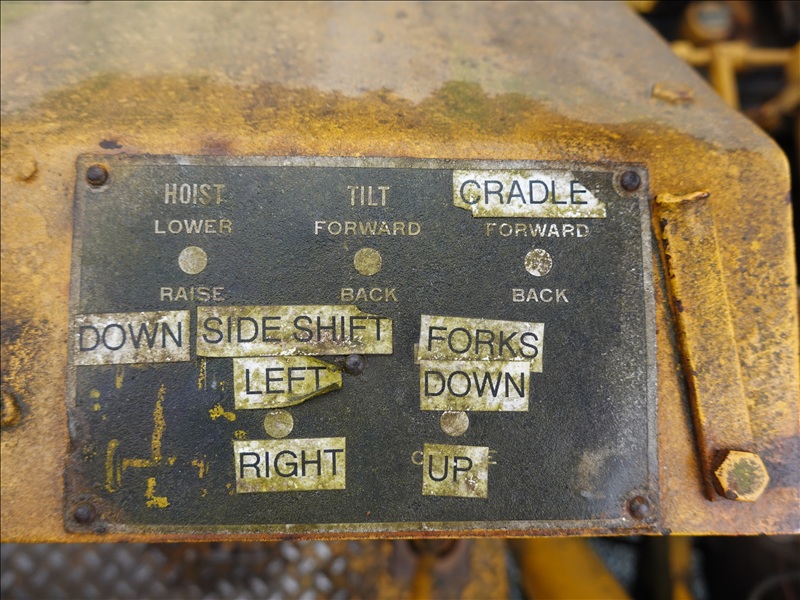 HOIST TILT CRADLE
LOWER FORWARD FORWARD
RAISE BACK BACK
DOWN SIDE SHIFT FORKS
LEFT DOWN
RIGHT UP